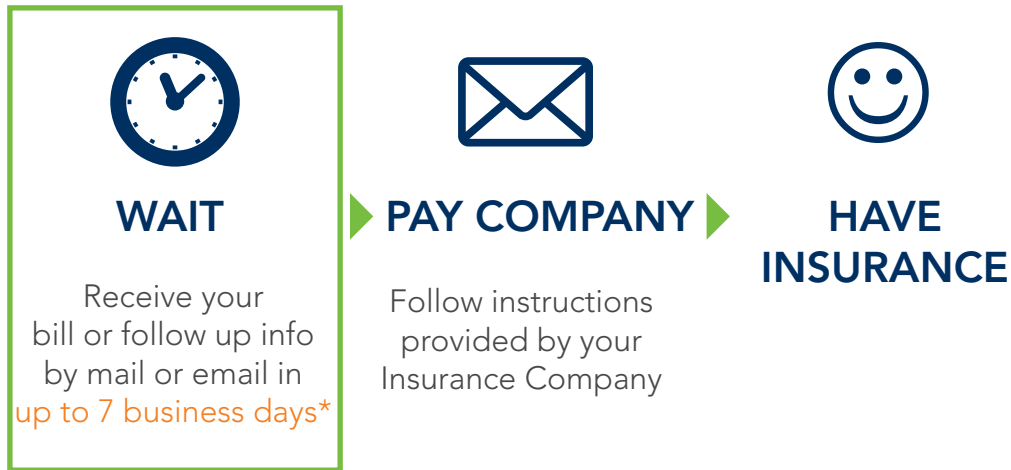 WAIT
Receive your
bill or follow up info
by mail or email in
up to 7 business days*
PAY COMPANY
Follow instructions
provided by your
Insurance Company
HAVE
INSURANCE